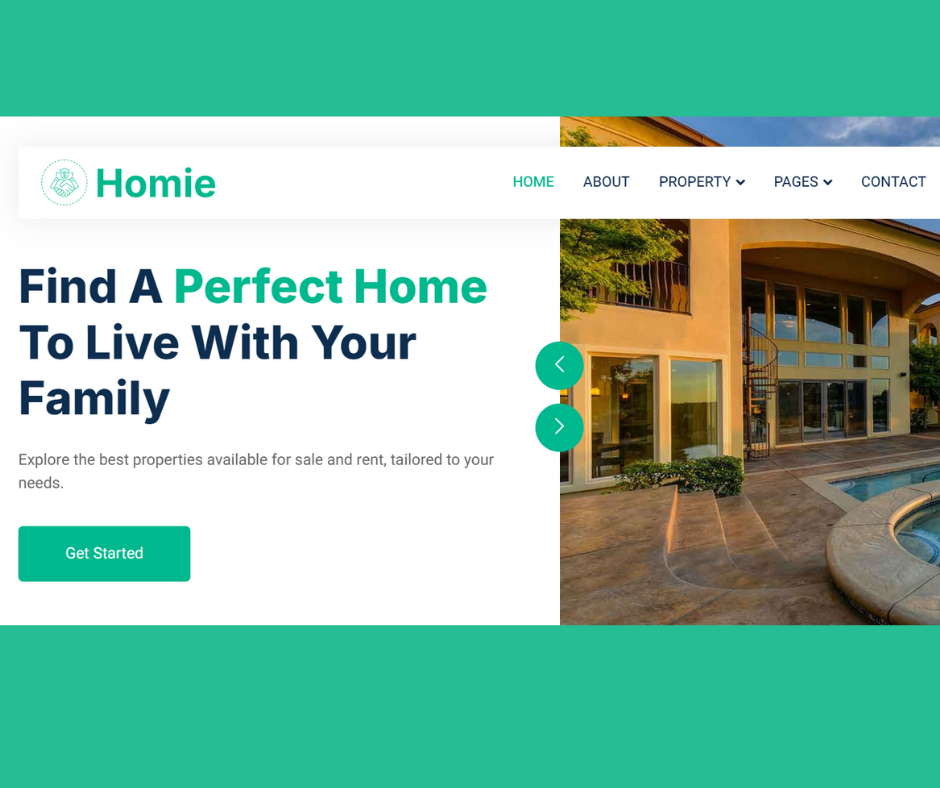 Homie
HOME ABOUT PROPERTY PAGES CONTACT
Find A Perfect Home
To Live With Your
Family
Explore the best properties available for sale and rent, tailored to your
needs.
Get Started